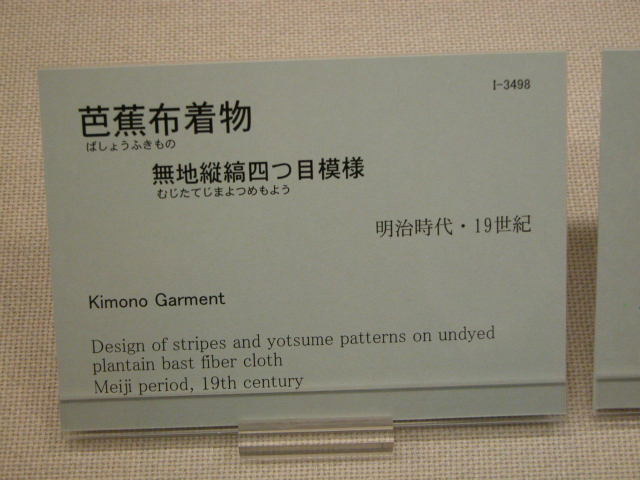 I-3498
芭蕉布着物
ばしょうふきもの
無地縦縞四つ目模様
むじたてじまよつめもよう
明治時代・19世紀
Kimono Garment
Design of stripes and yotsume patterns on undyed
plantain bast fiber cloth
Meiji period, 19th century